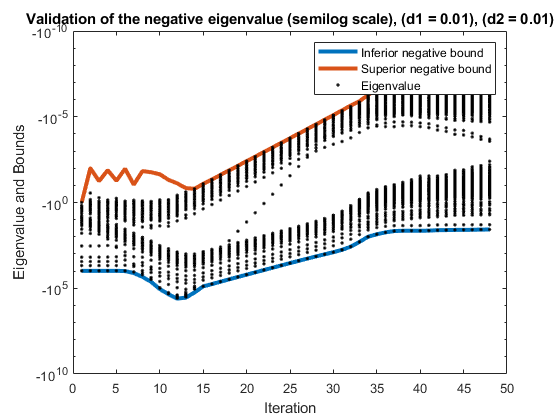 Validation of the negative eigenvalue (semilog scale), (d1 = 0.01), (d2 = 0.01)
-10^-10
Inferior negative bound
Superior negative bound
Eigenvalue
-10^-5
-10^0
-10^5
-10^10
Eigenvalue and Bounds
0 5 10 15 20 25 30 35 40 45 50
Iteration